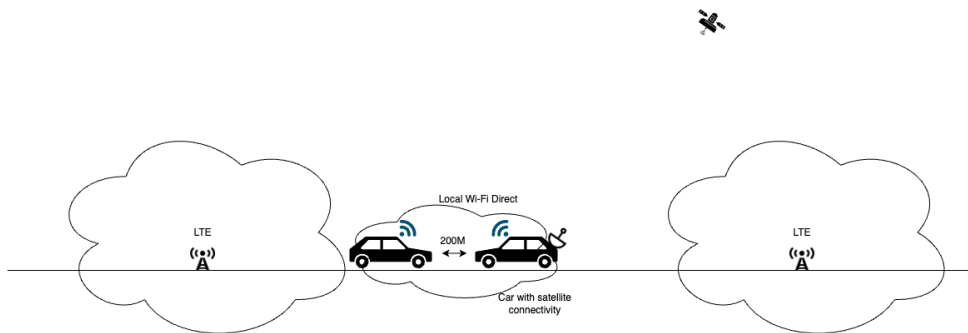 Local Wi-Fi Direct
LTE
200M
LTE
Car with satellite
connectivity